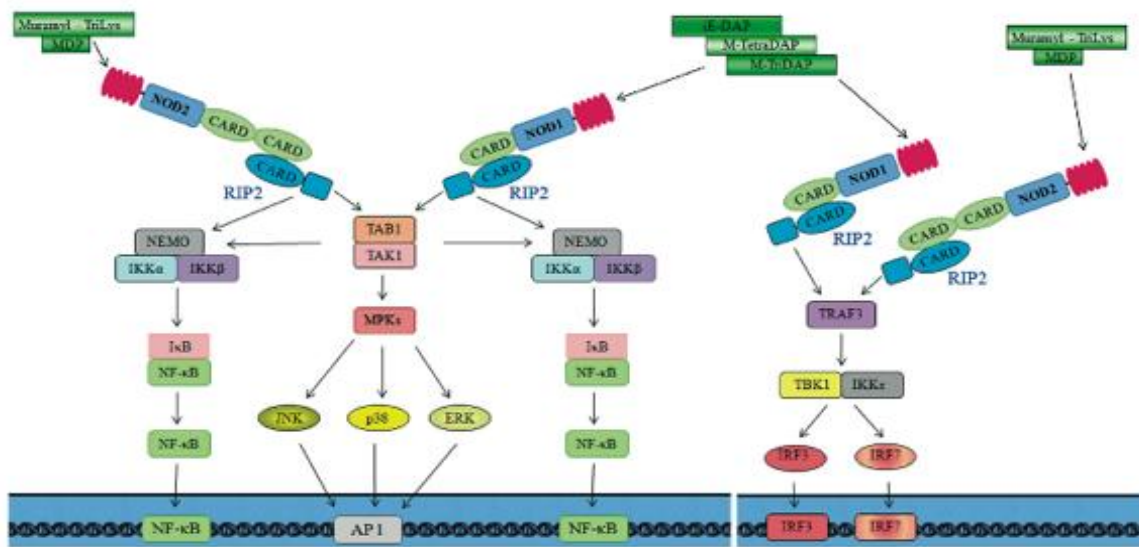 Muramyl - TriLys
MDP
iE-DAP
M-TetraDAP
M-TriDAP
Muramyl - TriLys
MDP
NOD2
CARD
CARD
CARD
RIP2
NOD1
CARD
CARD
RIP2
NOD1
CARD
CARD
RIP2
NOD2
CARD
CARD
CARD
RIP2
TAB1
TAK1
NEMO
IKKα
IKKβ
NEMO
IKKα
IKKβ
MPKs
TRAF3
IκB
NF-κB
IκB
NF-κB
TBK1
IKKε
JNK
p38
ERK
NF-κB
NF-κB
IRF3
IRF7
NF-κB
AP1
NF-κB
IRF3
IRF7